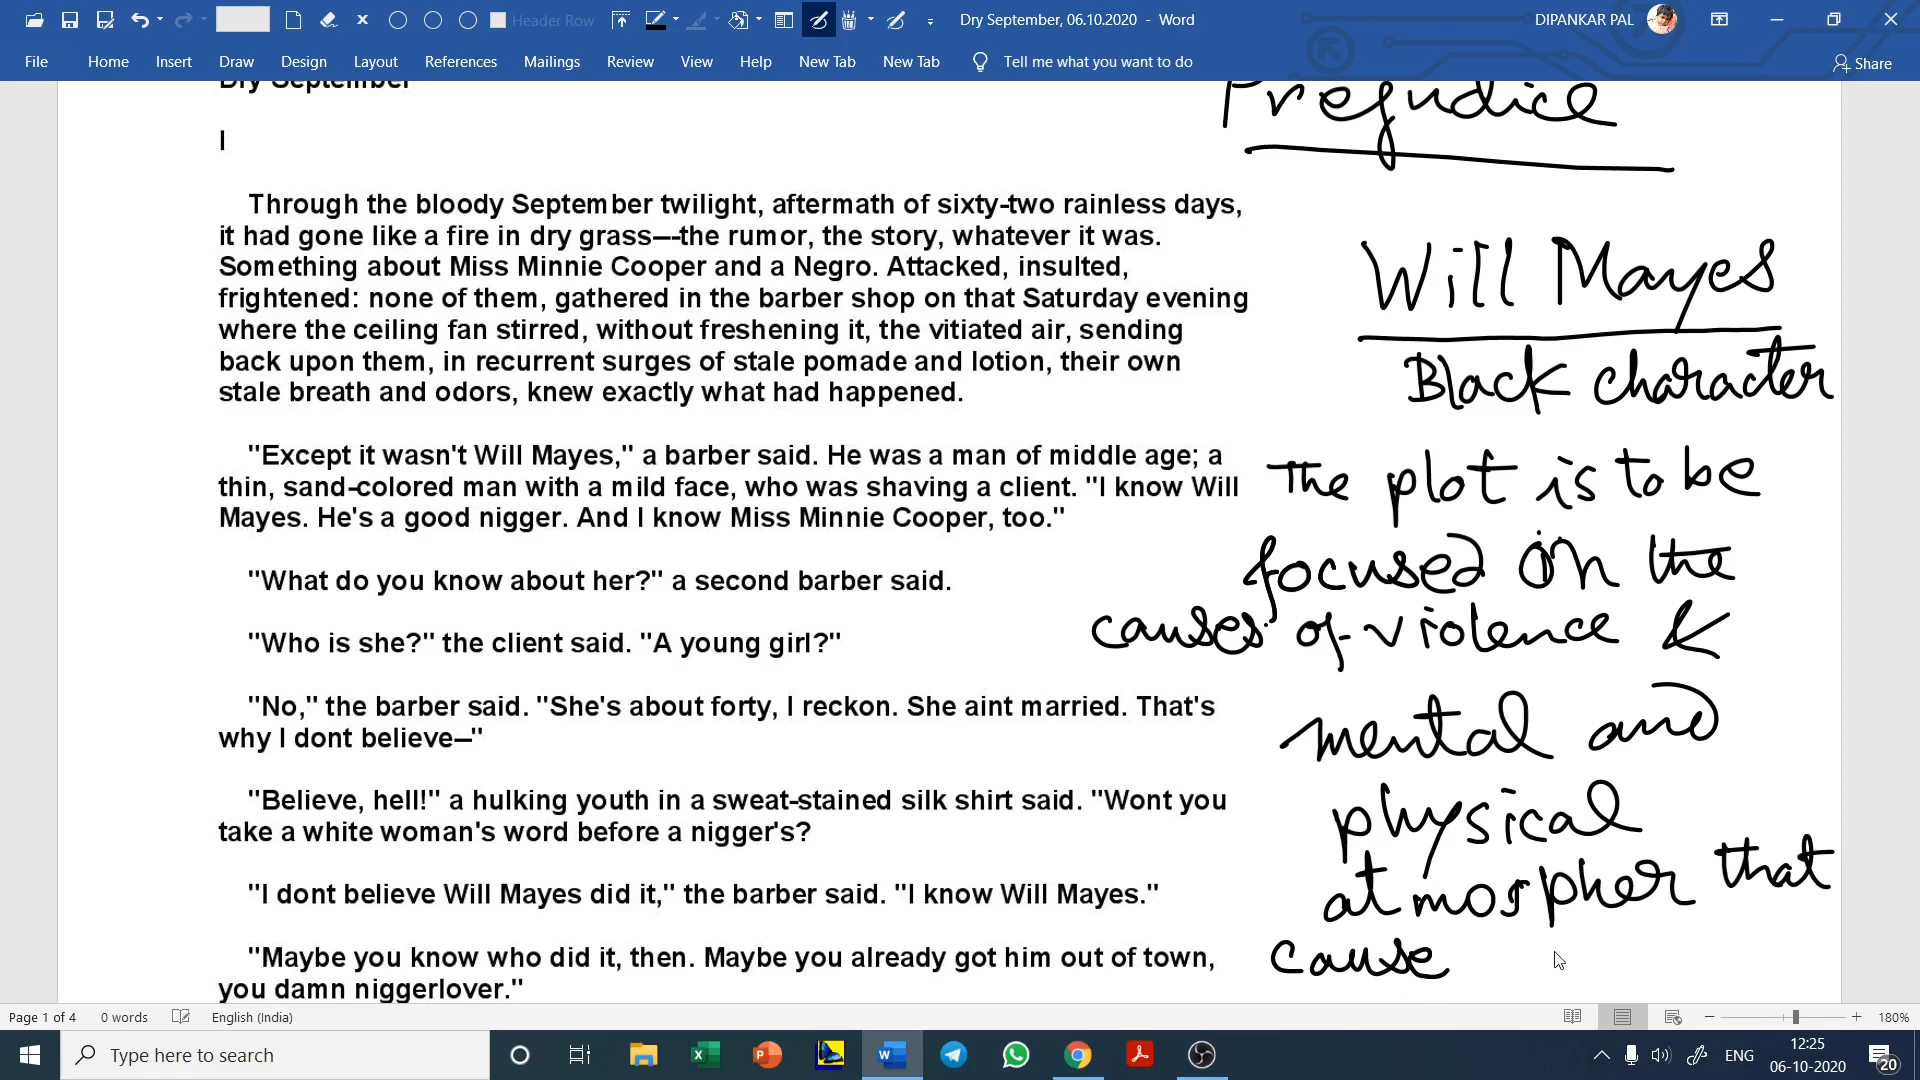 Header Row
Dry September, 06.10.2020 - Word
DIPANKAR PAL
File Home Insert Draw Design Layout References Mailings Review View Help New Tab New Tab Tell me what you want to do Share
Dry September
Prejudice
I
Through the bloody September twilight, aftermath of sixty-two rainless days,
it had gone like a fire in dry grass---the rumor, the story, whatever it was.
Something about Miss Minnie Cooper and a Negro. Attacked, insulted,
frightened: none of them, gathered in the barber shop on that Saturday evening
where the ceiling fan stirred, without freshening it, the vitiated air, sending
back upon them, in recurrent surges of stale pomade and lotion, their own
stale breath and odors, knew exactly what had happened.
"Except it wasn't Will Mayes," a barber said. He was a man of middle age; a
thin, sand-colored man with a mild face, who was shaving a client. "I know Will
Mayes. He's a good nigger. And I know Miss Minnie Cooper, too."
"What do you know about her?" a second barber said.
"Who is she?" the client said. "A young girl?"
"No," the barber said. "She's about forty, I reckon. She aint married. That's
why I dont believe--"
"Believe, hell!" a hulking youth in a sweat-stained silk shirt said. "Wont you
take a white woman's word before a nigger's?
"I dont believe Will Mayes did it," the barber said. "I know Will Mayes."
"Maybe you know who did it, then. Maybe you already got him out of town,
you damn niggerlover."
Will Mayes
Black character
The plot is to be
focused on the
causes of violence &
mental and
physical
atmospher that
cause
Page 1 of 4 0 words English (India) 180%
Type here to search
ENG
12:25
06-10-2020
20